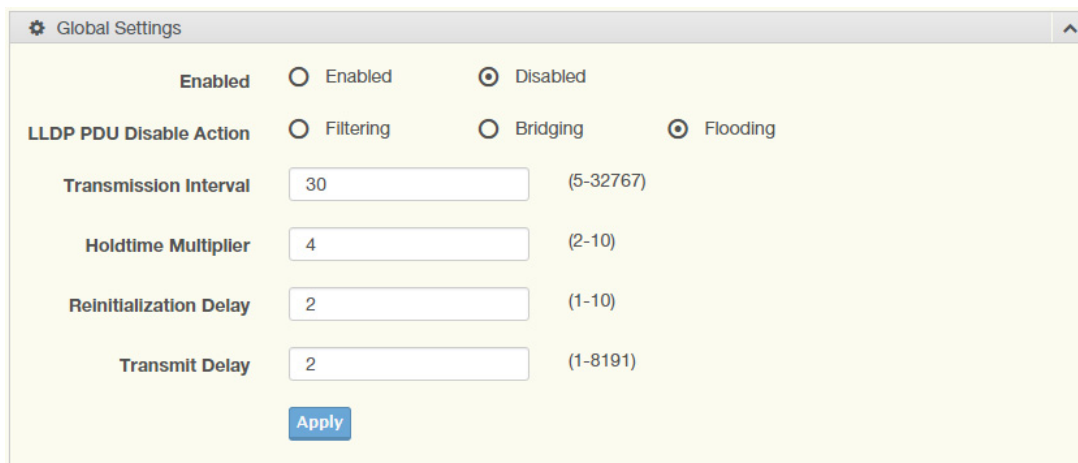 Global Settings
Enabled Enabled Disabled
LLDP PDU Disable Action Filtering Bridging Flooding
Transmission Interval 30 (5-32767)
Holdtime Multiplier 4 (2-10)
Reinitialization Delay 2 (1-10)
Transmit Delay 2 (1-8191)
Apply